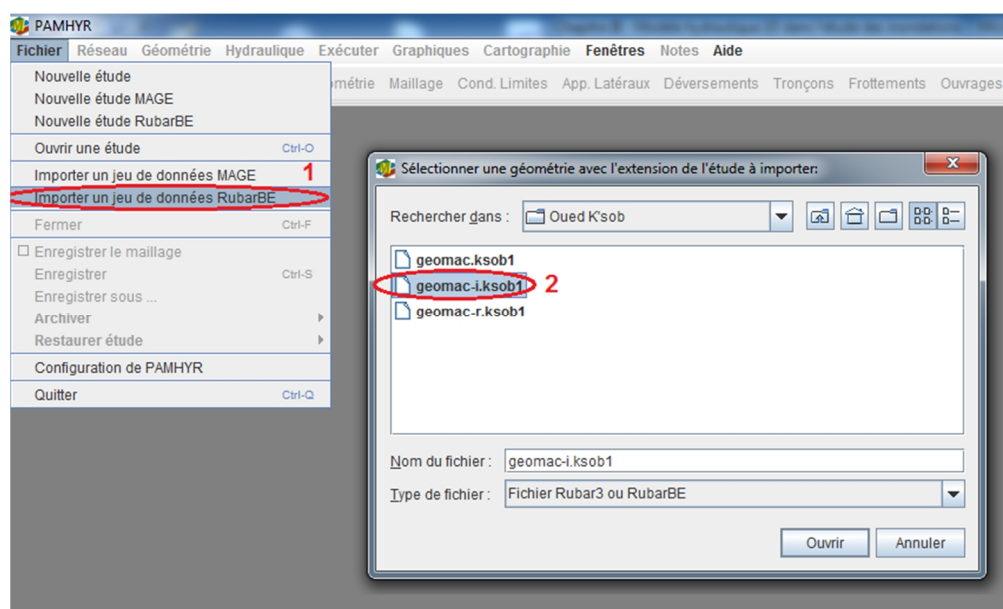 PAMHYR
Fichier Réseau Géométrie Hydraulique Exécuter Graphiques Cartographie Fenêtres Notes Aide
Maillage Cond. Limites App. Latéraux Déversements Tronçons Frottements Ouvrages
Nouvelle étude
Nouvelle étude MAGE
Nouvelle étude RubarBE
Ouvrir une étude Ctrl-O
Importer un jeu de données MAGE 1
Importer un jeu de données RubarBE
Fermer Ctrl-F
Enregistrer le maillage
Enregistrer Ctrl-S
Enregistrer sous ...
Archiver
Restaurer étude
Configuration de PAMHYR
Quitter Ctrl-Q
Sélectionner une géométrie avec l'extension de l'étude à importer:
Rechercher dans : Oued K'sob
geomac.ksob1
geomac-i.ksob1 2
geomac-r.ksob1
Nom du fichier : geomac-i.ksob1
Type de fichier : Fichier Rubar3 ou RubarBE
Ouvrir Annuler